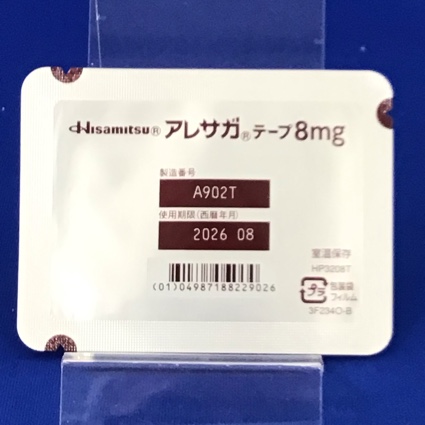 Hisamitsu® アレサガ®テープ8mg
製造番号
A902T
使用期限(西暦年月)
2026 08
室温保存
HP3208T
プラ 包装袋
フィルム
3F234O-B
(01)04987188229026